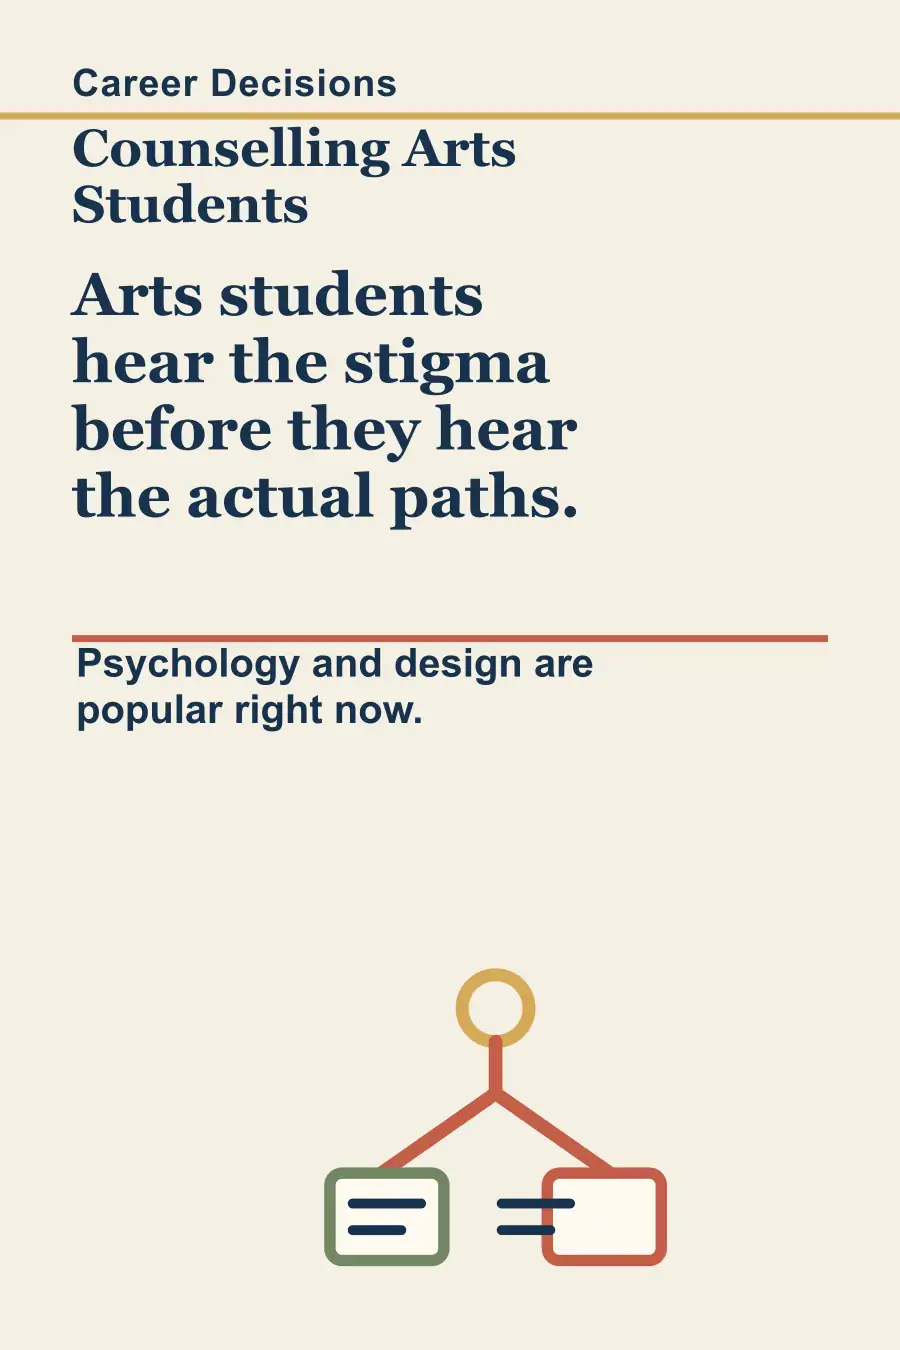 Career Decisions
Counselling Arts
Students
Arts students
hear the stigma
before they hear
the actual paths.
Psychology and design are
popular right now.